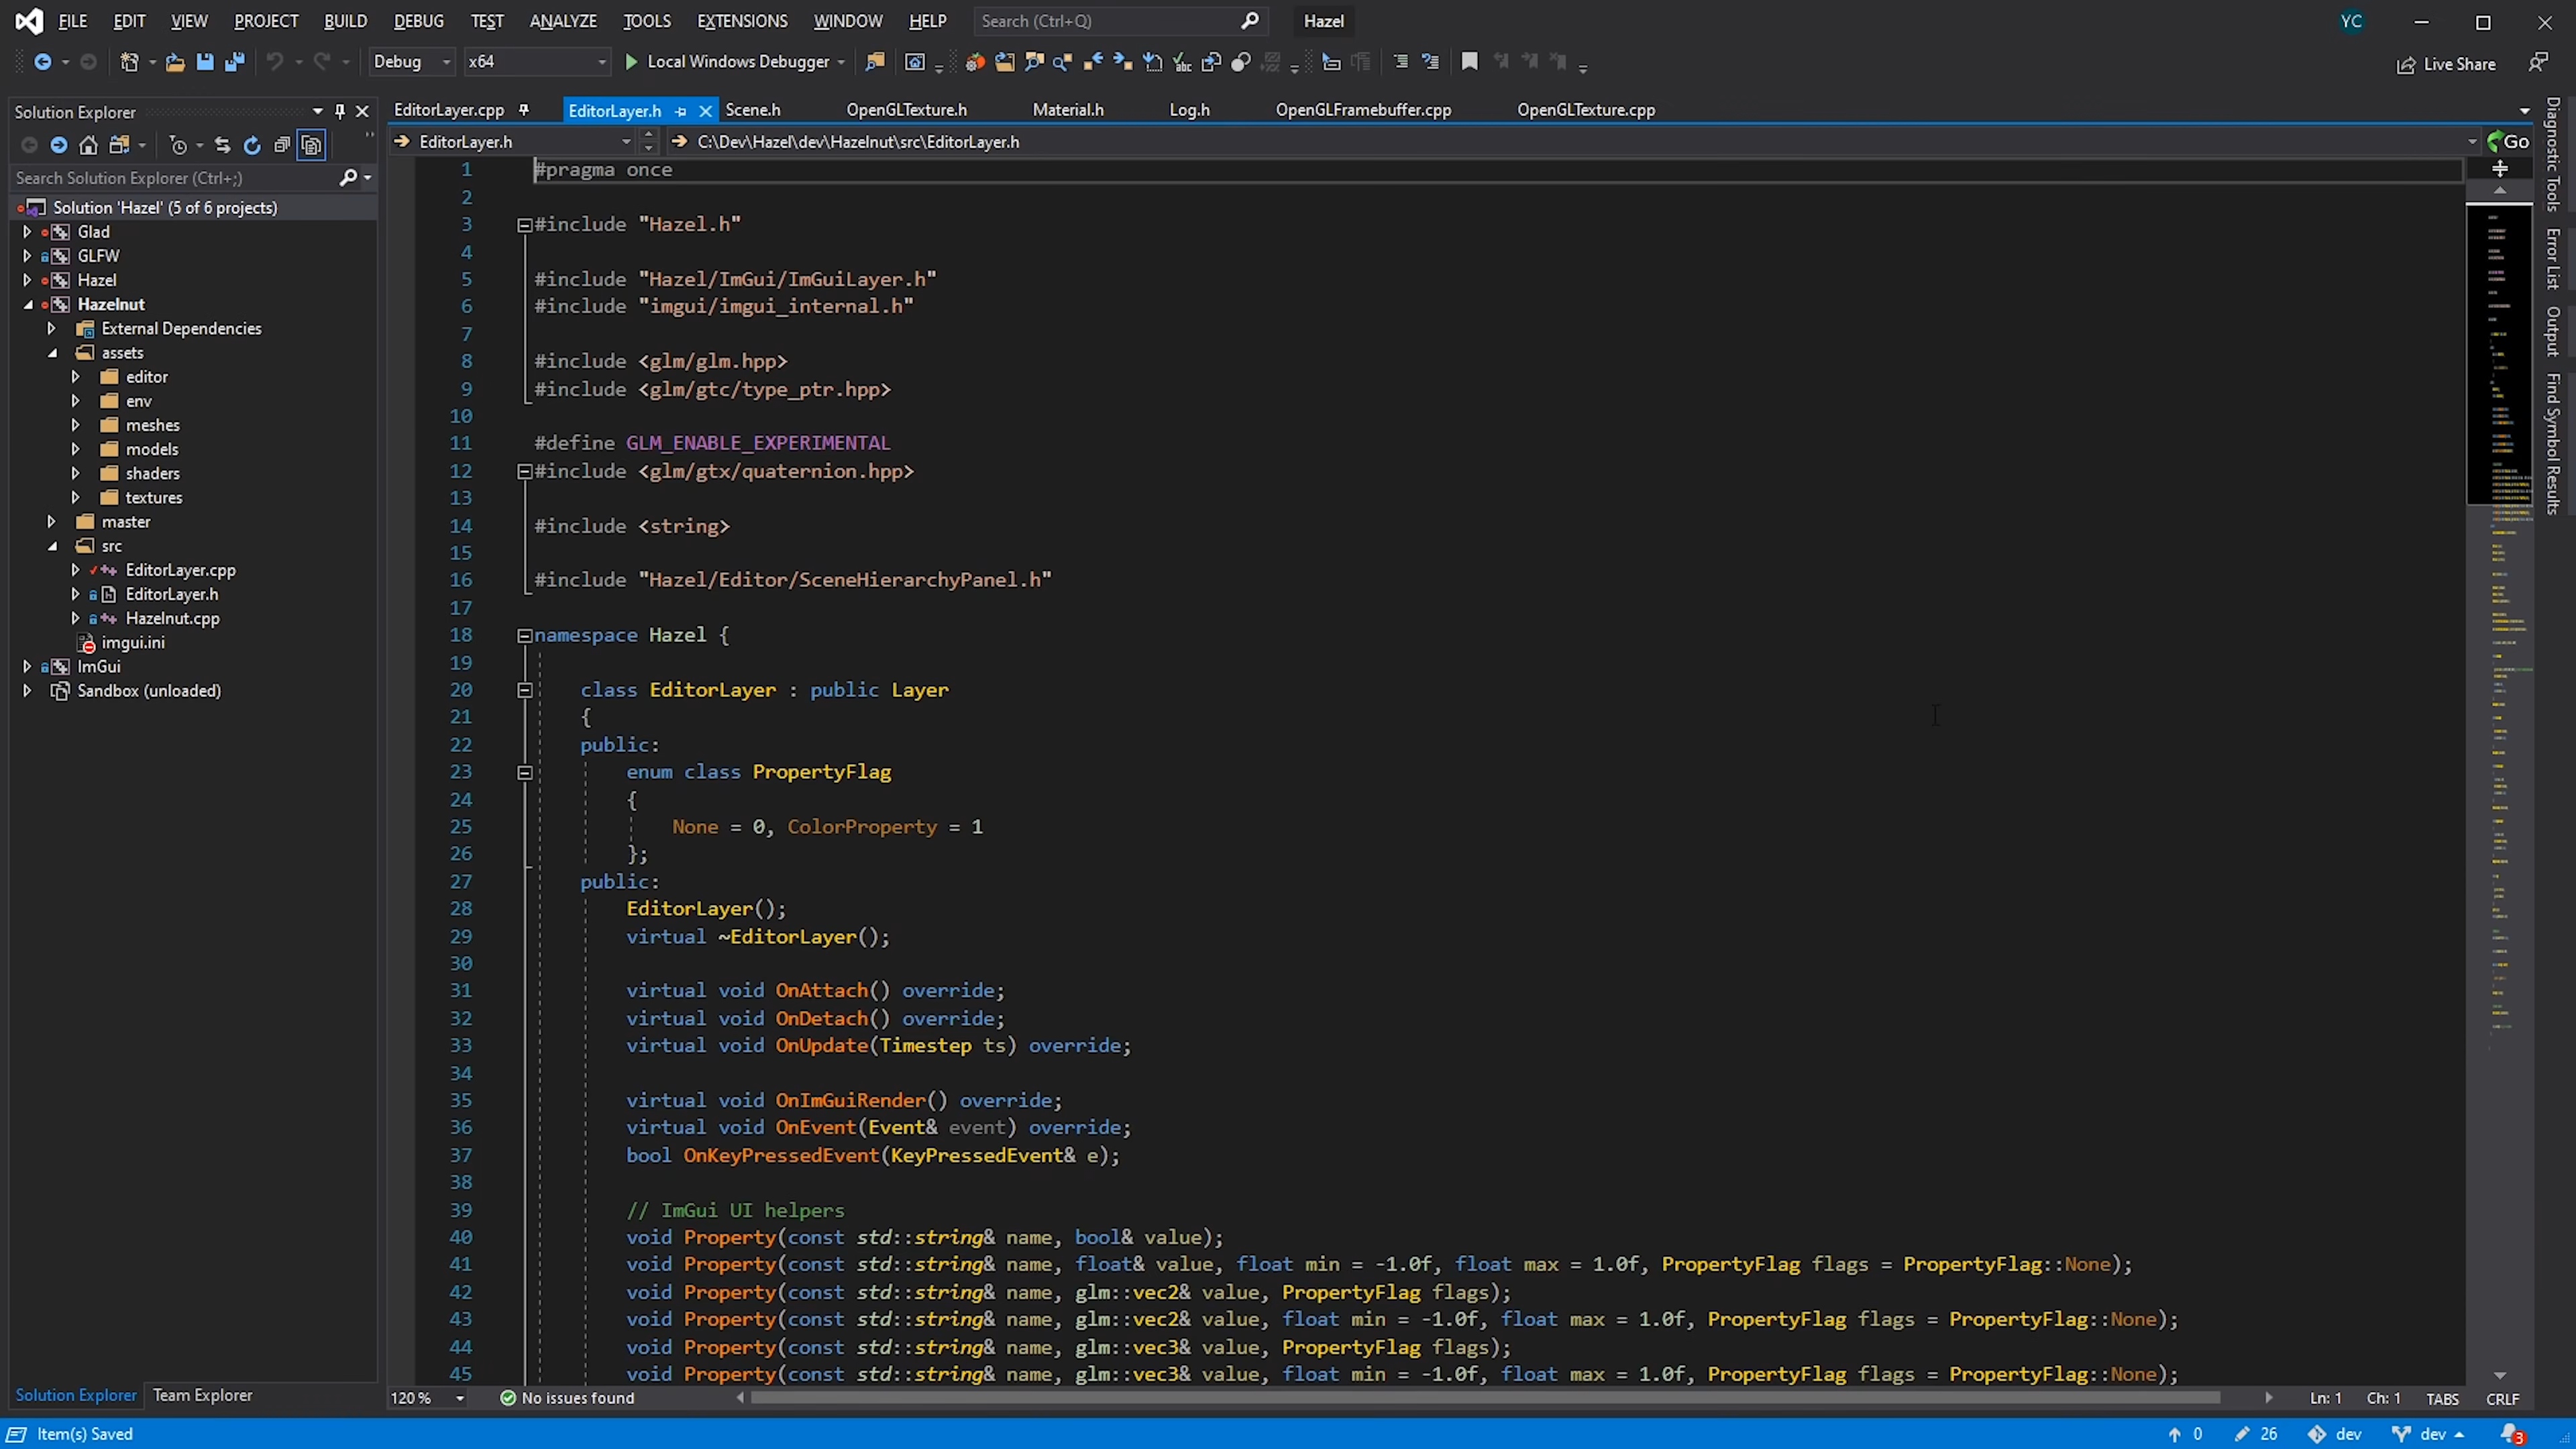 FILE EDIT VIEW PROJECT BUILD DEBUG TEST ANALYZE TOOLS EXTENSIONS WINDOW HELP Search (Ctrl+Q) Hazel YC
Debug x64 Local Windows Debugger Live Share
Solution Explorer
Search Solution Explorer (Ctrl+;)
Solution 'Hazel' (5 of 6 projects)
Glad
GLFW
Hazel
Hazelnut
External Dependencies
assets
editor
env
meshes
models
shaders
textures
master
src
EditorLayer.cpp
EditorLayer.h
Hazelnut.cpp
imgui.ini
ImGui
Sandbox (unloaded)
Solution Explorer Team Explorer
EditorLayer.cpp EditorLayer.h Scene.h OpenGLTexture.h Material.h Log.h OpenGLFramebuffer.cpp OpenGLTexture.cpp
EditorLayer.h C:\Dev\Hazel\dev\Hazelnut\src\EditorLayer.h Go
1 #pragma once
2
3 #include "Hazel.h"
4
5 #include "Hazel/ImGui/ImGuiLayer.h"
6 #include "imgui/imgui_internal.h"
7
8 #include <glm/glm.hpp>
9 #include <glm/gtc/type_ptr.hpp>
10
11 #define GLM_ENABLE_EXPERIMENTAL
12 #include <glm/gtx/quaternion.hpp>
13
14 #include <string>
15
16 #include "Hazel/Editor/SceneHierarchyPanel.h"
17
18 namespace Hazel {
19
20 class EditorLayer : public Layer
21 {
22 public:
23 enum class PropertyFlag
24 {
25 None = 0, ColorProperty = 1
26 };
27 public:
28 EditorLayer();
29 virtual ~EditorLayer();
30
31 virtual void OnAttach() override;
32 virtual void OnDetach() override;
33 virtual void OnUpdate(Timestep ts) override;
34
35 virtual void OnImGuiRender() override;
36 virtual void OnEvent(Event& event) override;
37 bool OnKeyPressedEvent(KeyPressedEvent& e);
38
39 // ImGui UI helpers
40 void Property(const std::string& name, bool& value);
41 void Property(const std::string& name, float& value, float min = -1.0f, float max = 1.0f, PropertyFlag flags = PropertyFlag::None);
42 void Property(const std::string& name, glm::vec2& value, PropertyFlag flags);
43 void Property(const std::string& name, glm::vec2& value, float min = -1.0f, float max = 1.0f, PropertyFlag flags = PropertyFlag::None);
44 void Property(const std::string& name, glm::vec3& value, PropertyFlag flags);
45 void Property(const std::string& name, glm::vec3& value, float min = -1.0f, float max = 1.0f, PropertyFlag flags = PropertyFlag::None);
120 % No issues found Ln: 1 Ch: 1 TABS CRLF
Diagnostic Tools
Error List
Output
Find Symbol Results
Item(s) Saved 0 26 dev dev 3